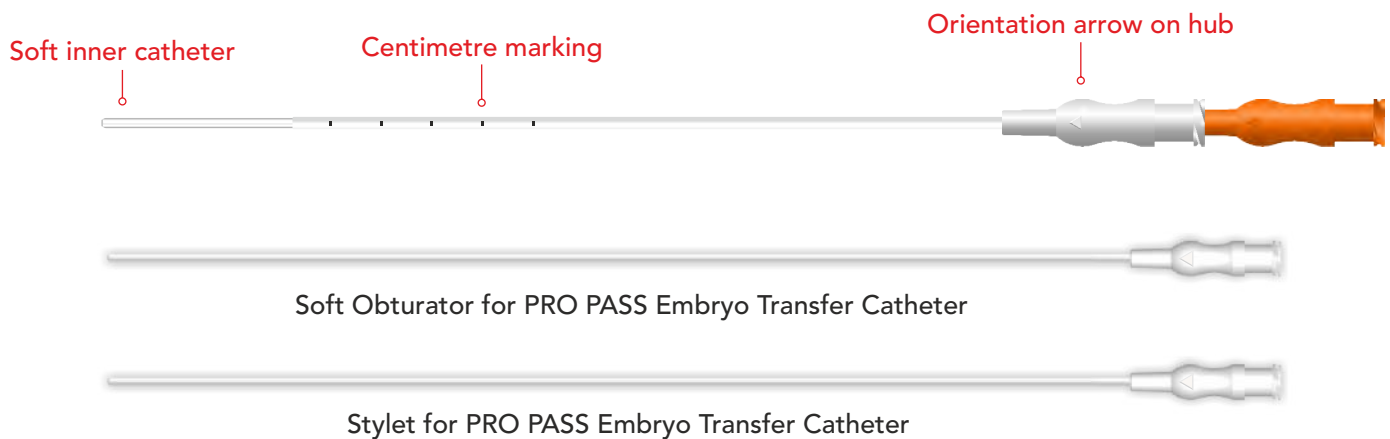 Orientation arrow on hub
Soft inner catheter
Centimetre marking
Soft Obturator for PRO PASS Embryo Transfer Catheter
Stylet for PRO PASS Embryo Transfer Catheter